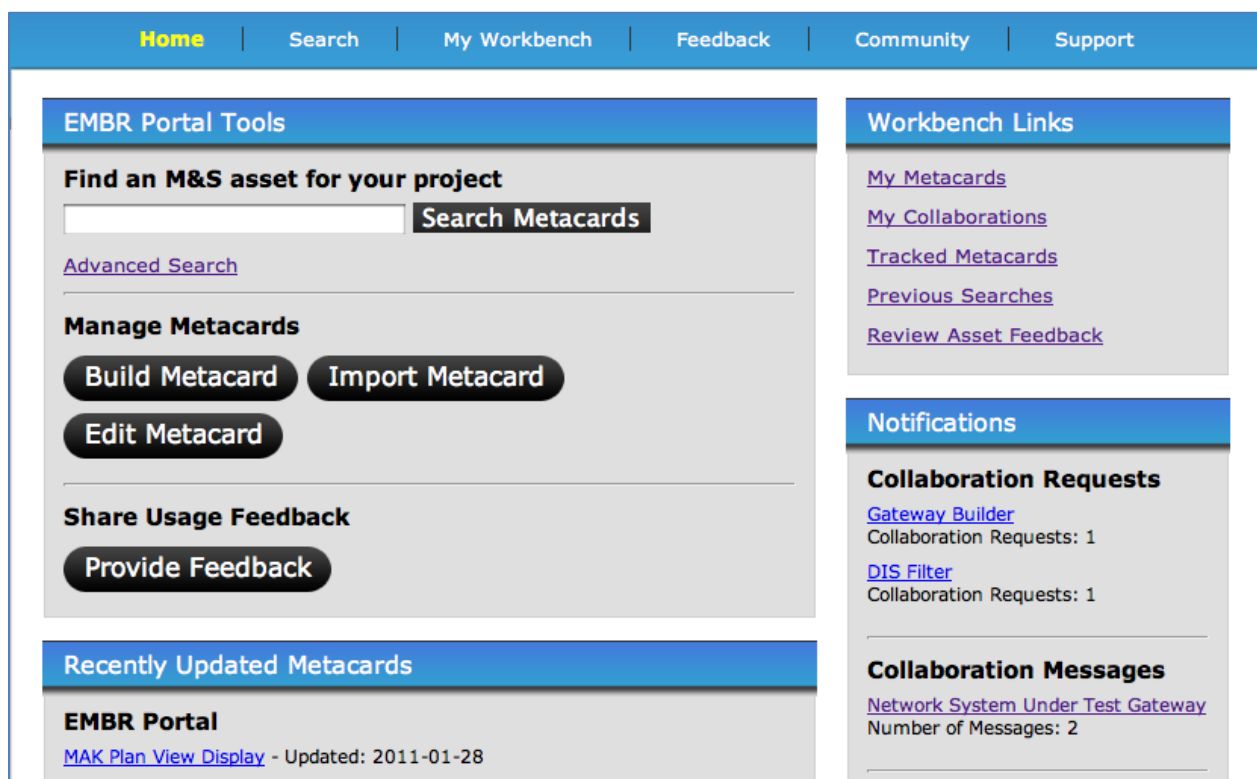 Home
Search
My Workbench
Feedback
Community
Support
EMBR Portal Tools
Find an M&S asset for your project
Search Metacards
Advanced Search
Manage Metacards
Build Metacard
Import Metacard
Edit Metacard
Share Usage Feedback
Provide Feedback
Recently Updated Metacards
EMBR Portal
MAK Plan View Display - Updated: 2011-01-28
Workbench Links
My Metacards
My Collaborations
Tracked Metacards
Previous Searches
Review Asset Feedback
Notifications
Collaboration Requests
Gateway Builder
Collaboration Requests: 1
DIS Filter
Collaboration Requests: 1
Collaboration Messages
Network System Under Test Gateway
Number of Messages: 2